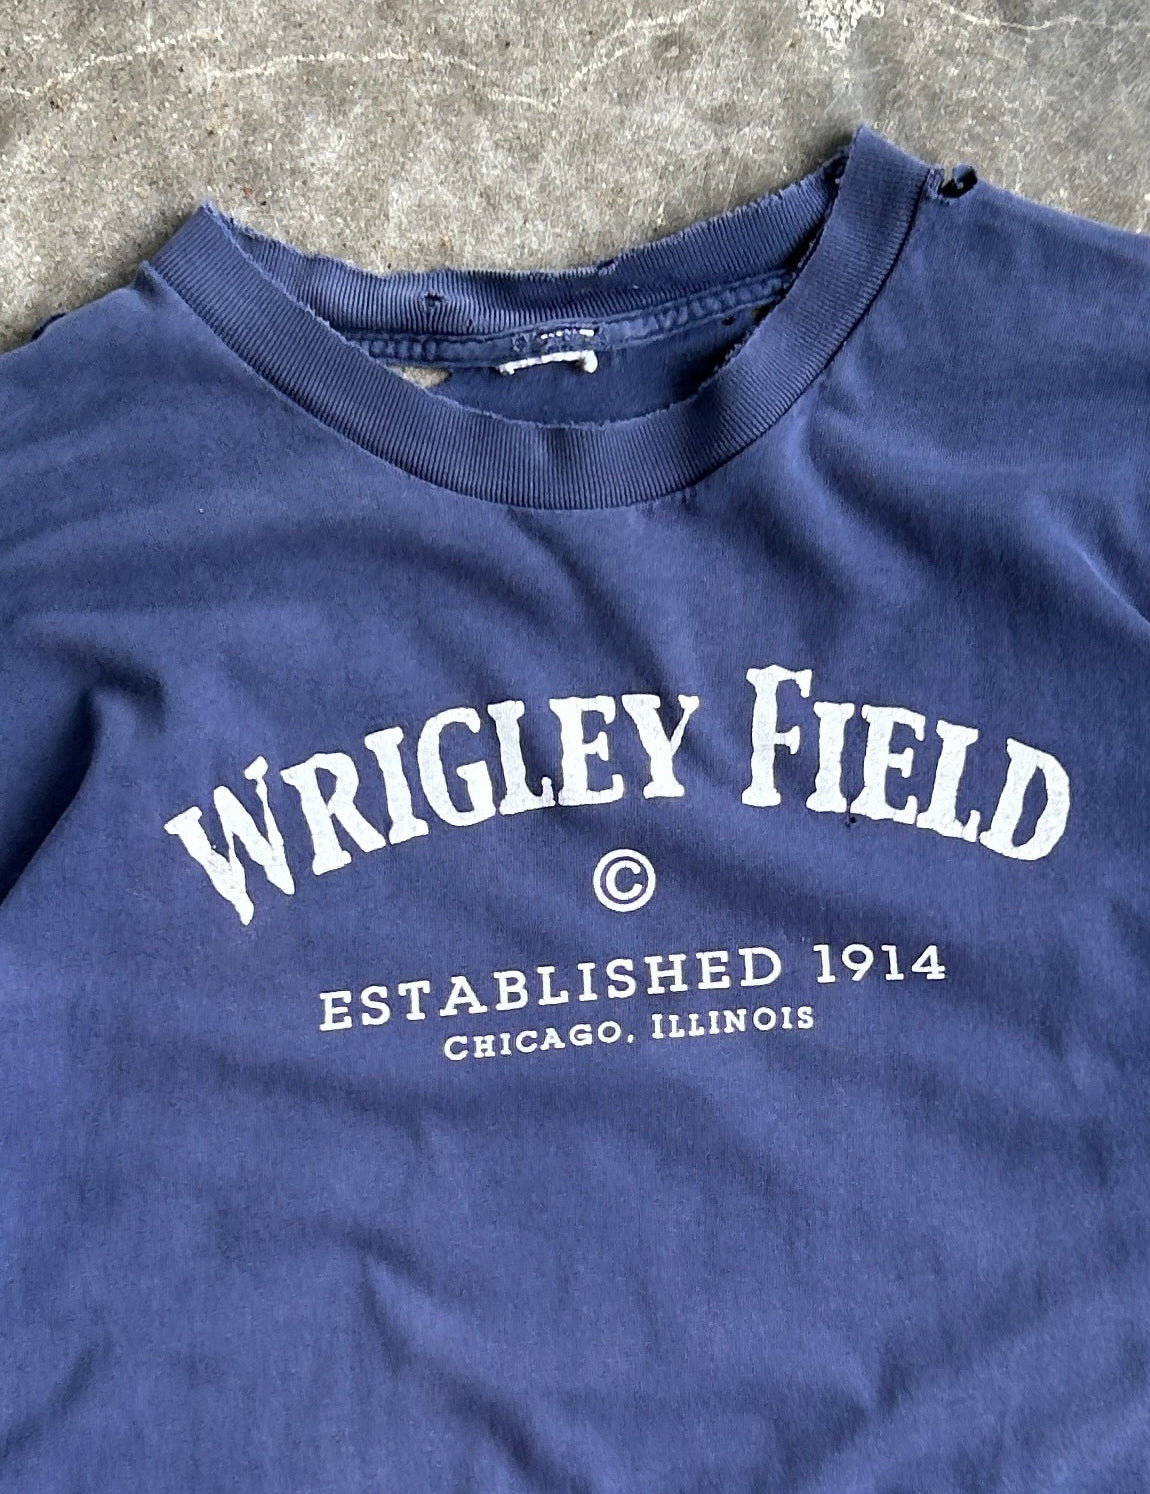 WRIGLEY FIELD
©
ESTABLISHED 1914
CHICAGO, ILLINOIS